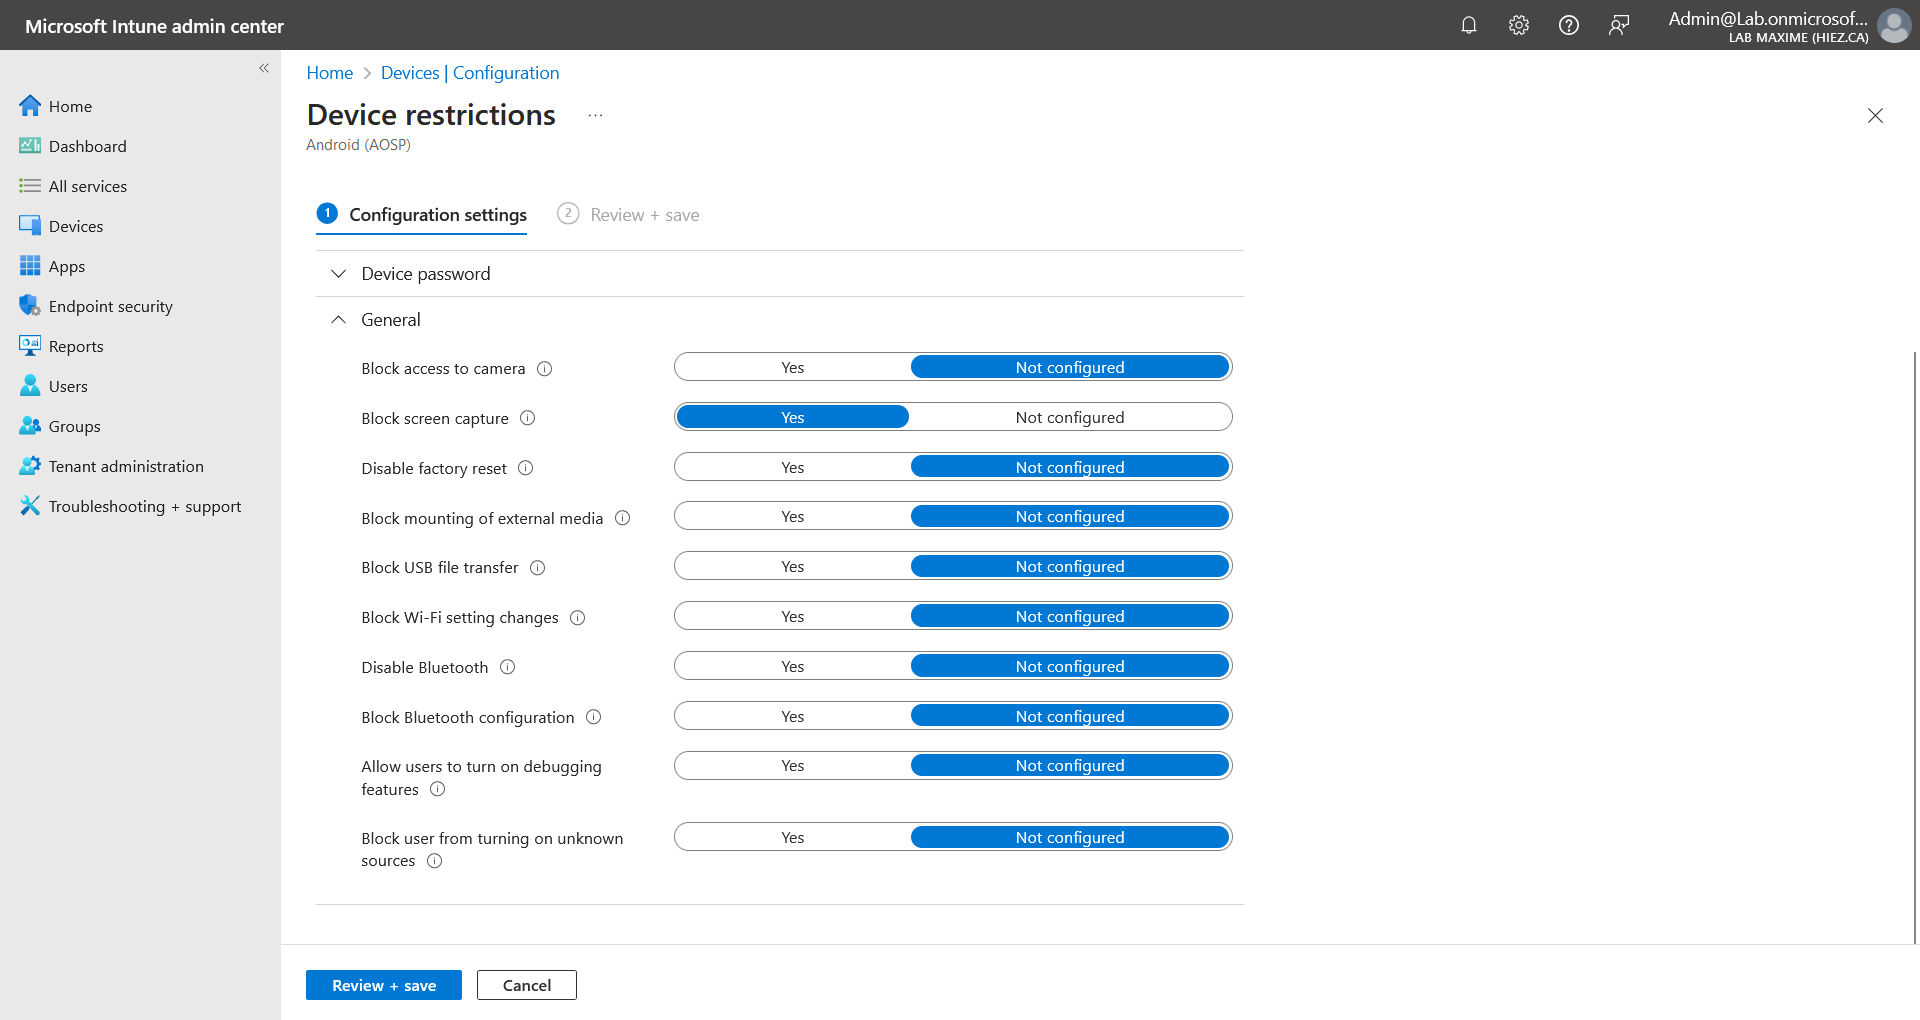 Microsoft Intune admin center
Admin@Lab.onmicrosof...
LAB MAXIME (HIEZ.CA)
Home
Dashboard
All services
Devices
Apps
Endpoint security
Reports
Users
Groups
Tenant administration
Troubleshooting + support
Home > Devices | Configuration
Device restrictions ...
Android (AOSP)
1 Configuration settings
2 Review + save
Device password
General
Block access to camera Yes Not configured
Block screen capture Yes Not configured
Disable factory reset Yes Not configured
Block mounting of external media Yes Not configured
Block USB file transfer Yes Not configured
Block Wi-Fi setting changes Yes Not configured
Disable Bluetooth Yes Not configured
Block Bluetooth configuration Yes Not configured
Allow users to turn on debugging Yes Not configured
features
Block user from turning on unknown Yes Not configured
sources
Review + save Cancel